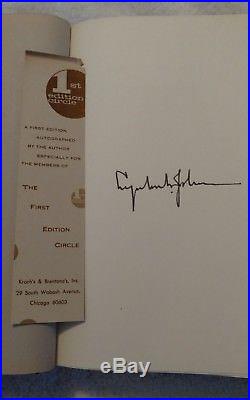 1st
edition
circle
A FIRST EDITION
AUTOGRAPHED
BY THE AUTHOR
ESPECIALLY FOR
THE MEMBERS OF
THE
FIRST
EDITION
CIRCLE
Kroch's & Brentano's, Inc.
29 South Wabash Avenue,
Chicago 60603